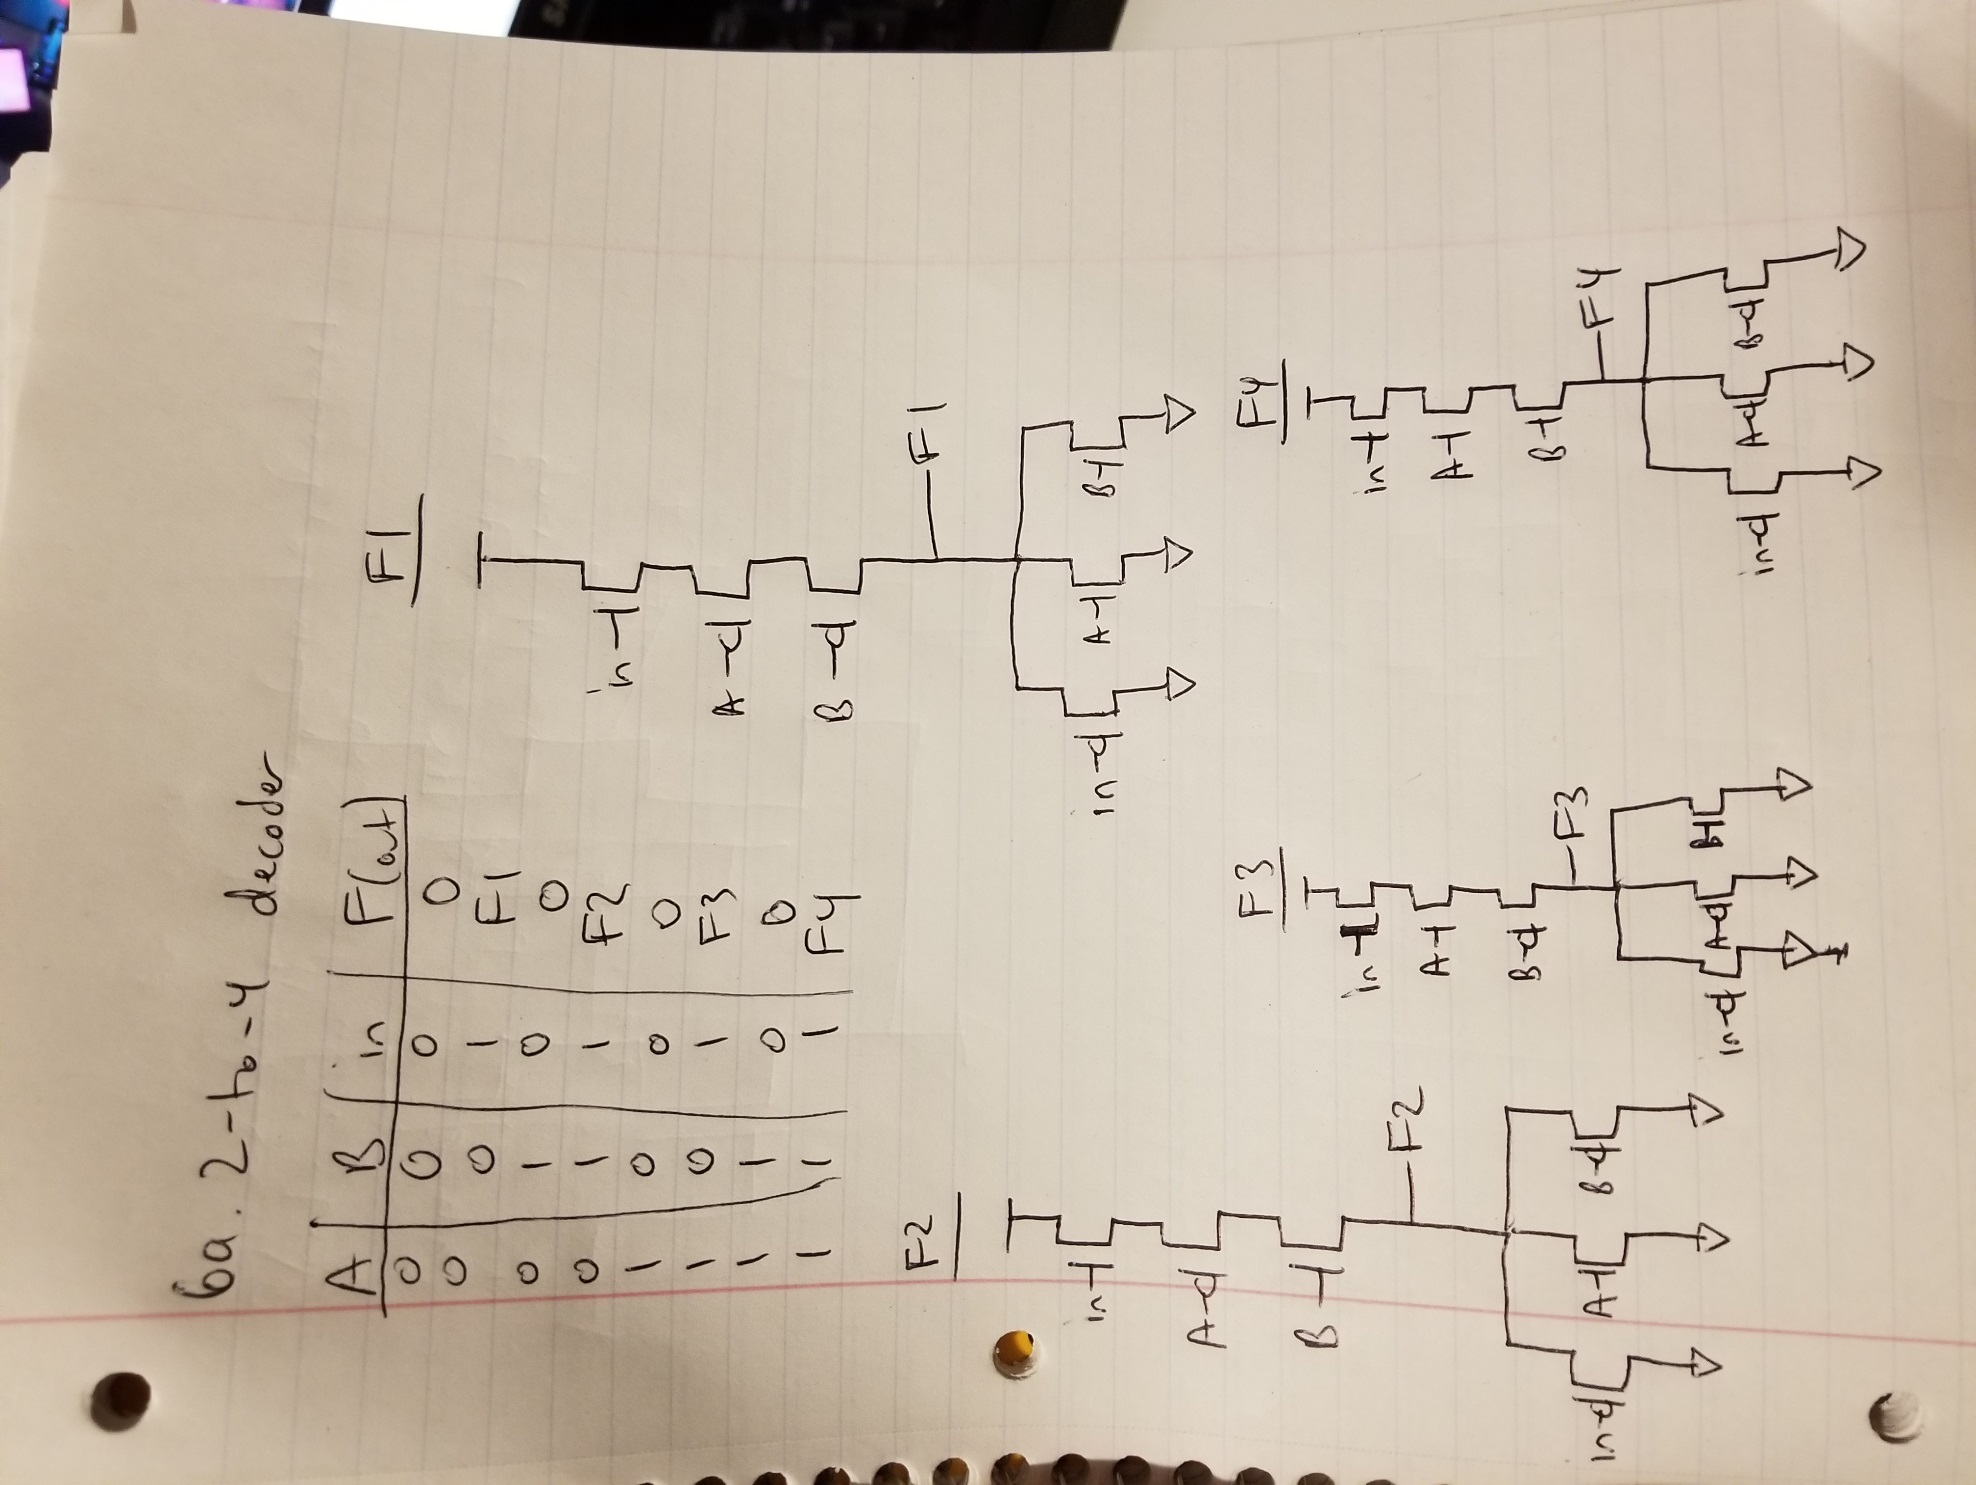 6a. 2-to-4 decoder
A B in F(out)
0 0 0 0
0 0 1 F1
0 1 0 0
0 1 1 F2
1 0 0 0
1 0 1 F3
1 1 0 0
1 1 1 F4
F1
in
A
B
F1
in A B
F2
in
A
B
F2
in A B
F3
in
A
B
F3
in A B
F4
in
A
B
F4
in A B